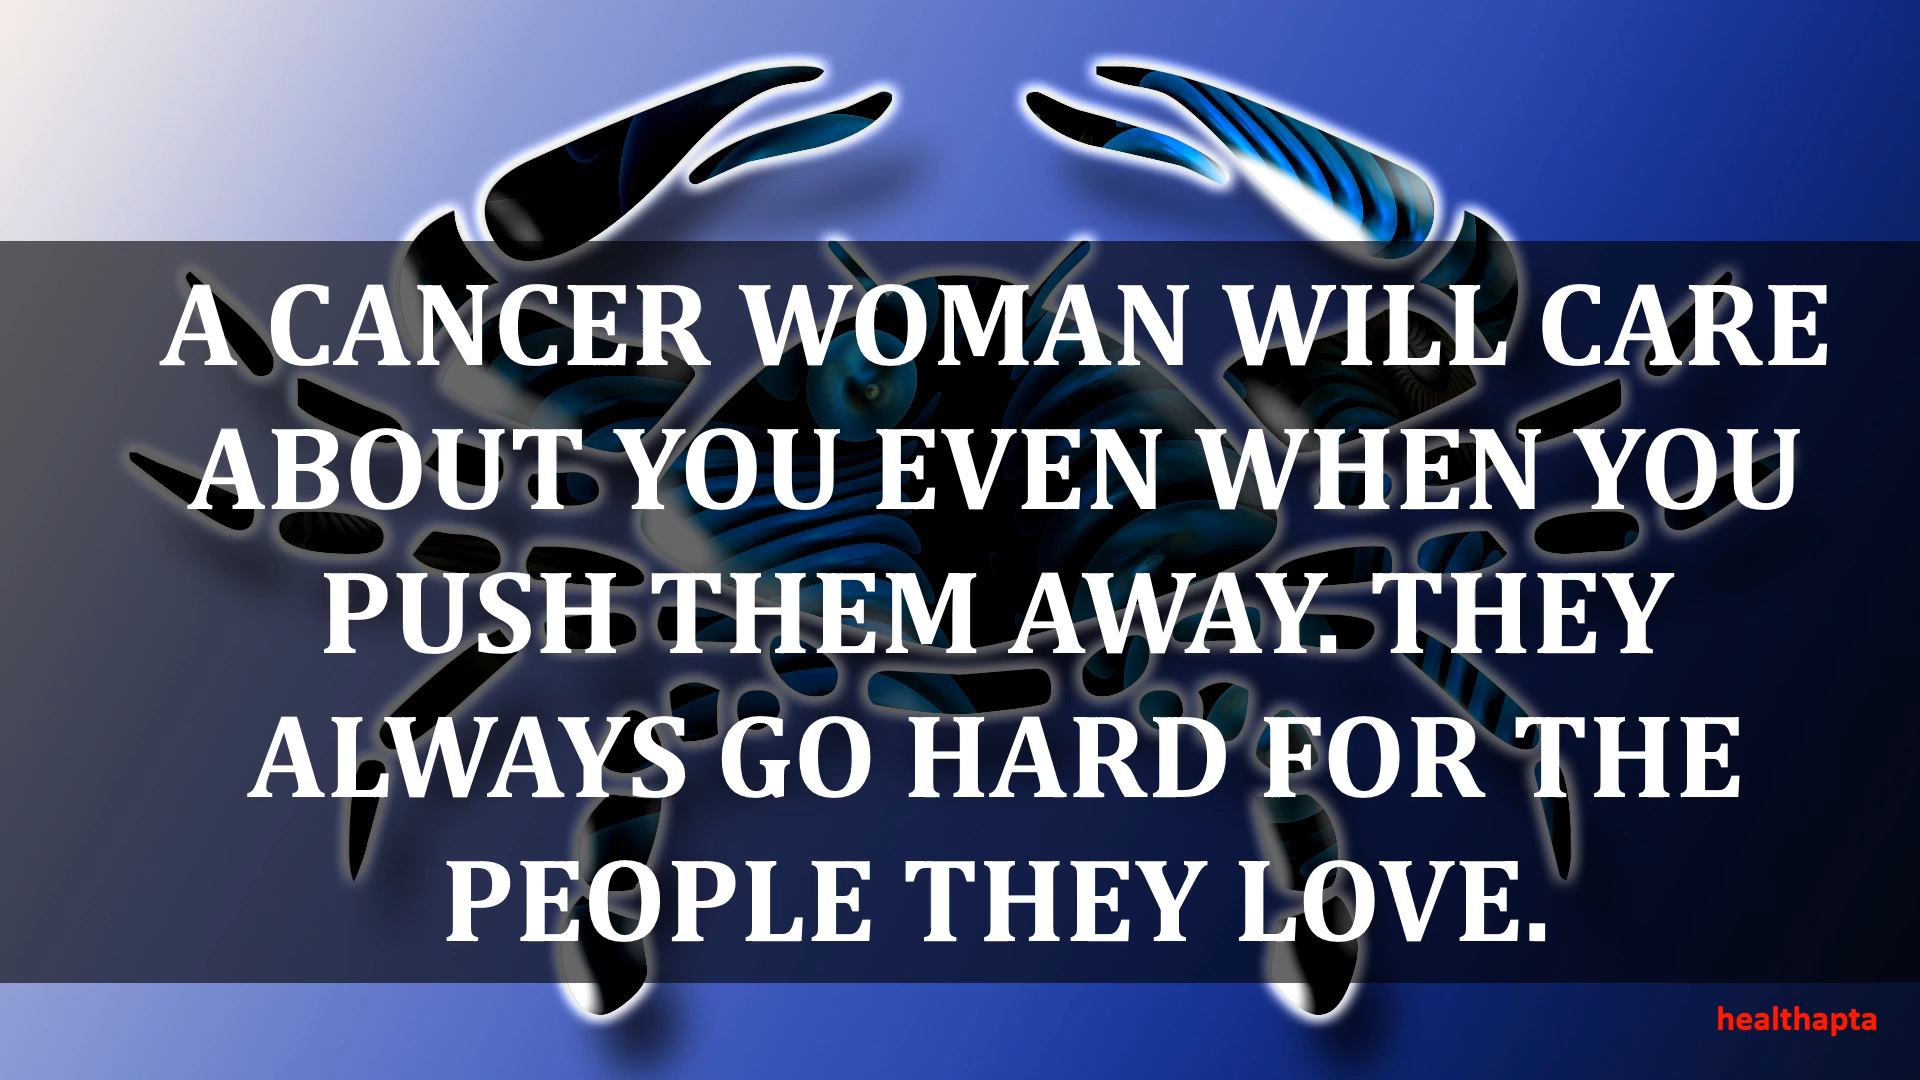 A CANCER WOMAN WILL CARE
ABOUT YOU EVEN WHEN YOU
PUSH THEM AWAY. THEY
ALWAYS GO HARD FOR THE
PEOPLE THEY LOVE.
healthapta